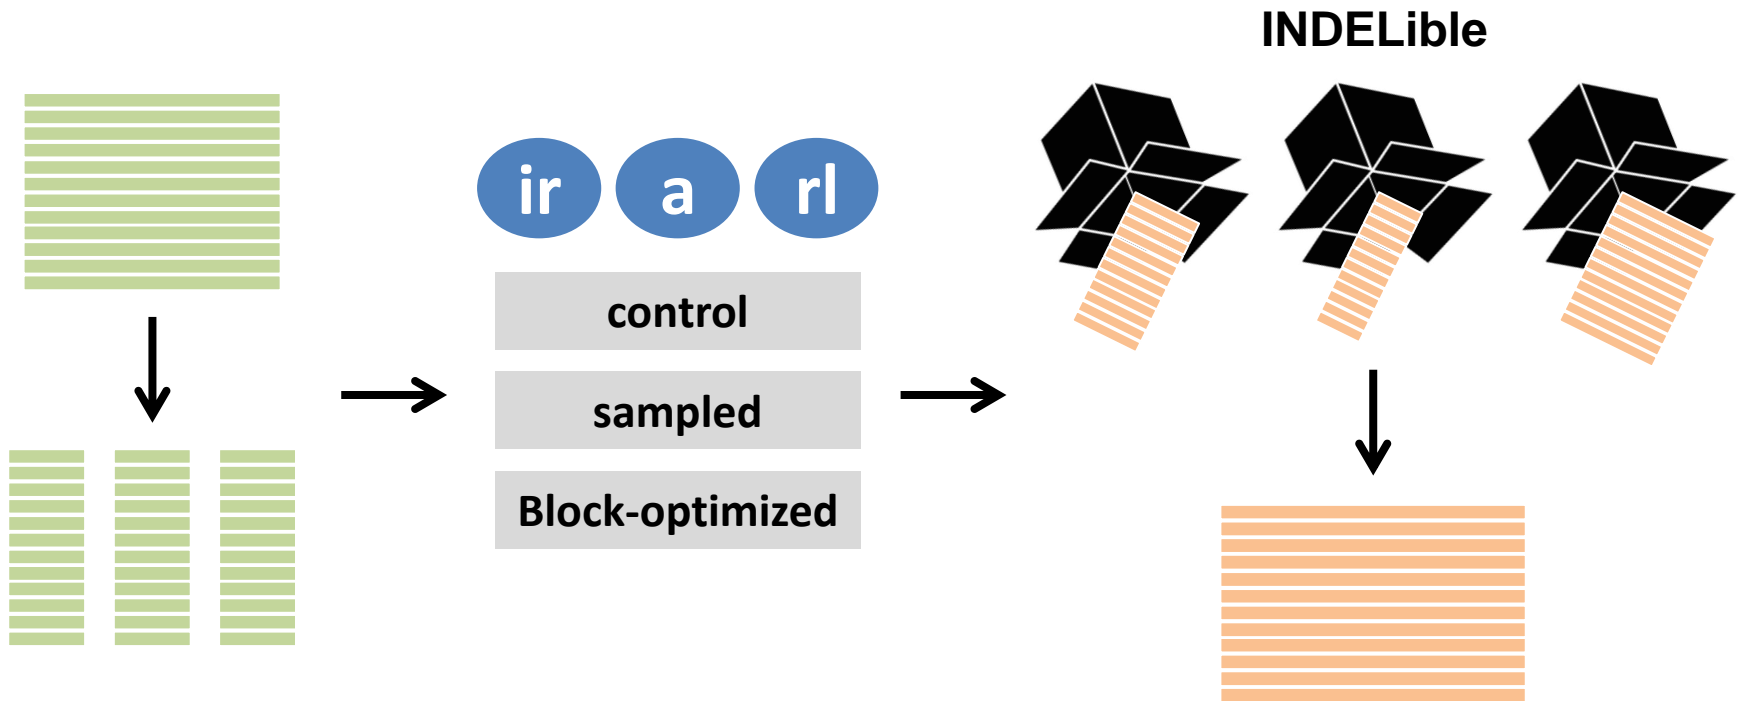 INDELible
ir a rl
control
sampled
Block-optimized